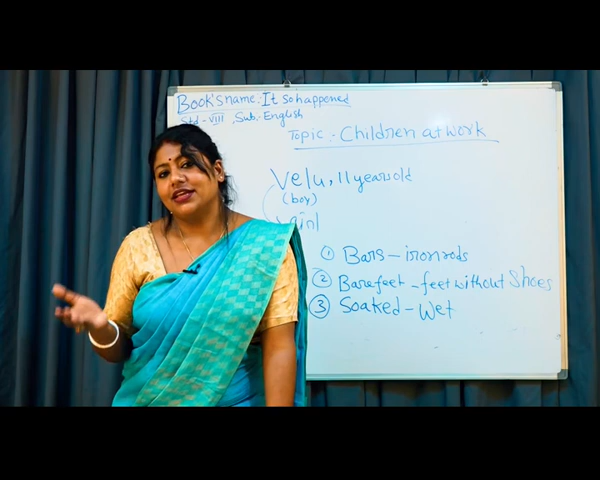 Book's name:- It so happened
Std - VIII , Sub:- English
Topic :- Children at work
Velu, 11 years old
(boy)
① Bars – iron rods
② Barefeet – feet without Shoes
③ Soaked – Wet